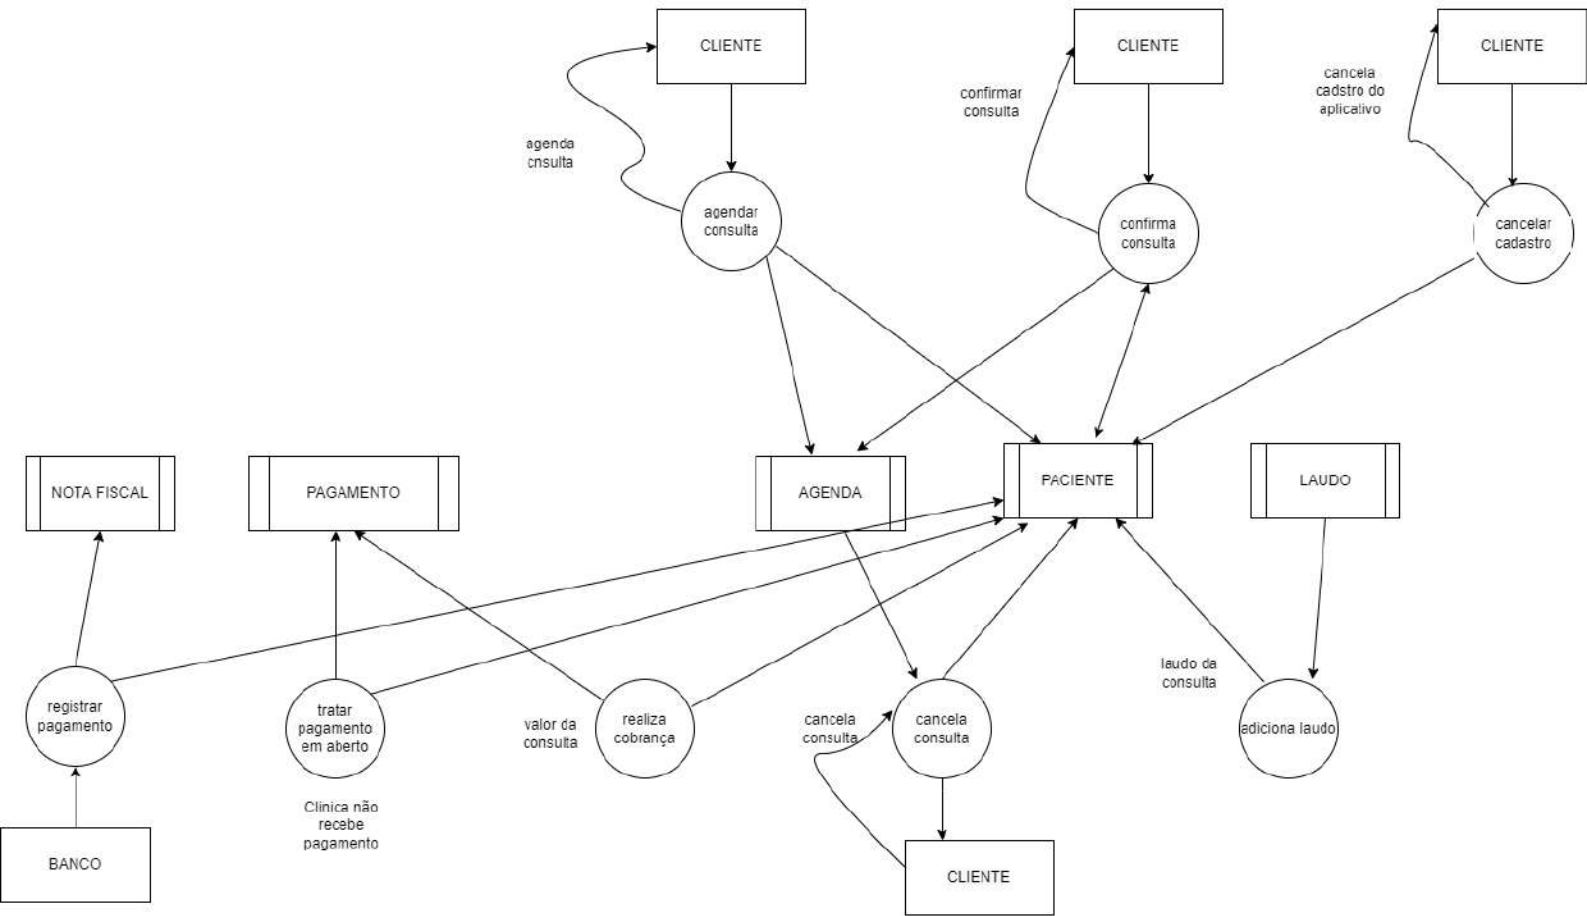 CLIENTE
CLIENTE
CLIENTE
cancela
cadstro do
aplicativo
confirmar
consulta
agenda
cnsulta
agendar
consulta
confirma
consulta
cancelar
cadastro
NOTA FISCAL
PAGAMENTO
AGENDA
PACIENTE
LAUDO
laudo da
consulta
registrar
pagamento
tratar
pagamento
em aberto
valor da
consulta
realiza
cobrança
cancela
consulta
cancela
consulta
adiciona laudo
Clinica não
recebe
pagamento
BANCO
CLIENTE